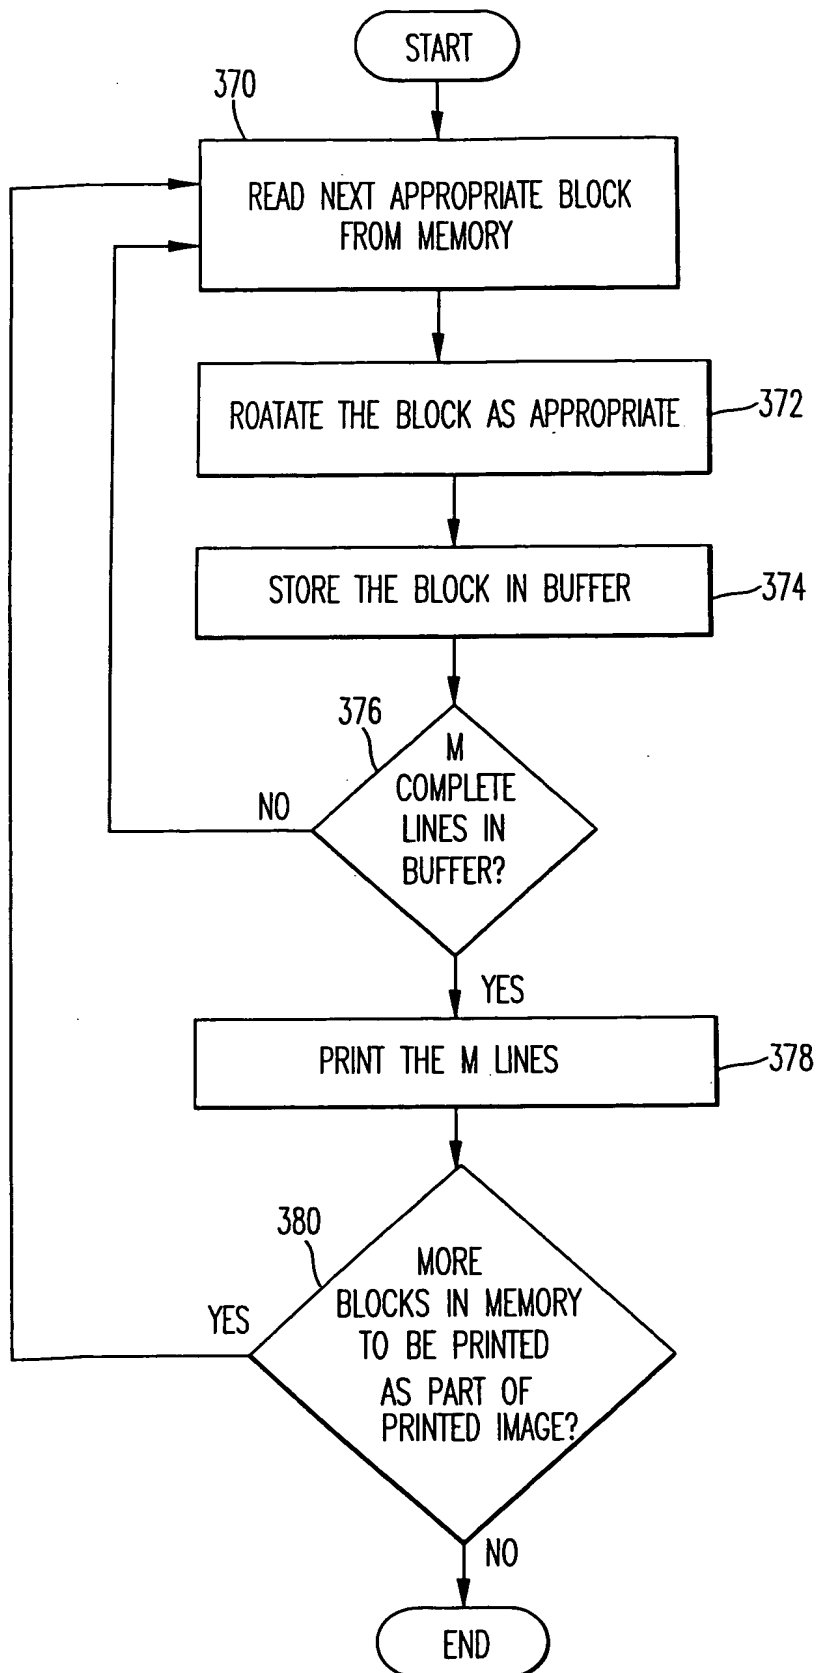 START
370
READ NEXT APPROPRIATE BLOCK
FROM MEMORY
ROATATE THE BLOCK AS APPROPRIATE
372
STORE THE BLOCK IN BUFFER
374
376
M
COMPLETE
LINES IN
BUFFER?
NO
YES
PRINT THE M LINES
378
380
MORE
BLOCKS IN MEMORY
TO BE PRINTED
AS PART OF
PRINTED IMAGE?
YES
NO
END